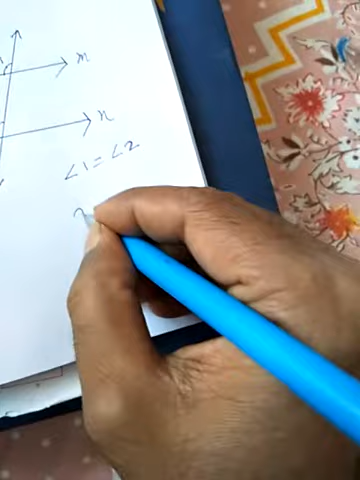 m
n
∠1 = ∠2